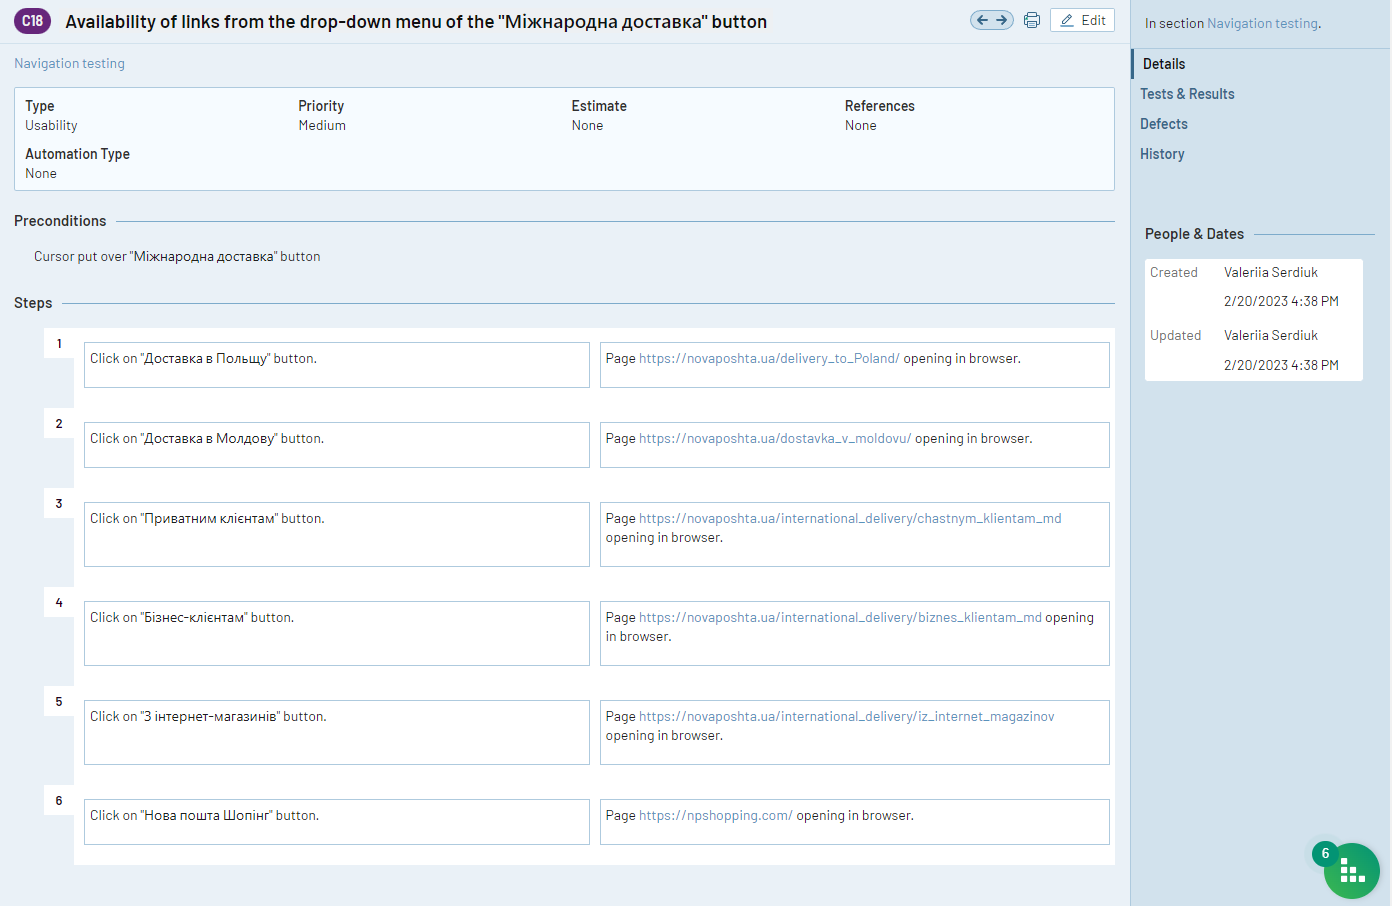 C18
Availability of links from the drop-down menu of the "Міжнародна доставка" button
Edit
Navigation testing
Type
Usability
Priority
Medium
Estimate
None
References
None
Automation Type
None
Preconditions
Cursor put over "Міжнародна доставка" button
Steps
1
Click on "Доставка в Польщу" button.
Page https://novaposhta.ua/delivery_to_Poland/ opening in browser.
2
Click on "Доставка в Молдову" button.
Page https://novaposhta.ua/dostavka_v_moldovu/ opening in browser.
3
Click on "Приватним клієнтам" button.
Page https://novaposhta.ua/international_delivery/chastnym_klientam_md
opening in browser.
4
Click on "Бізнес-клієнтам" button.
Page https://novaposhta.ua/international_delivery/biznes_klientam_md opening
in browser.
5
Click on "З інтернет-магазинів" button.
Page https://novaposhta.ua/international_delivery/iz_internet_magazinov
opening in browser.
6
Click on "Нова пошта Шопінг" button.
Page https://npshopping.com/ opening in browser.
In section Navigation testing.
Details
Tests & Results
Defects
History
People & Dates
Created
Valeriia Serdiuk
2/20/2023 4:38 PM
Updated
Valeriia Serdiuk
2/20/2023 4:38 PM
6